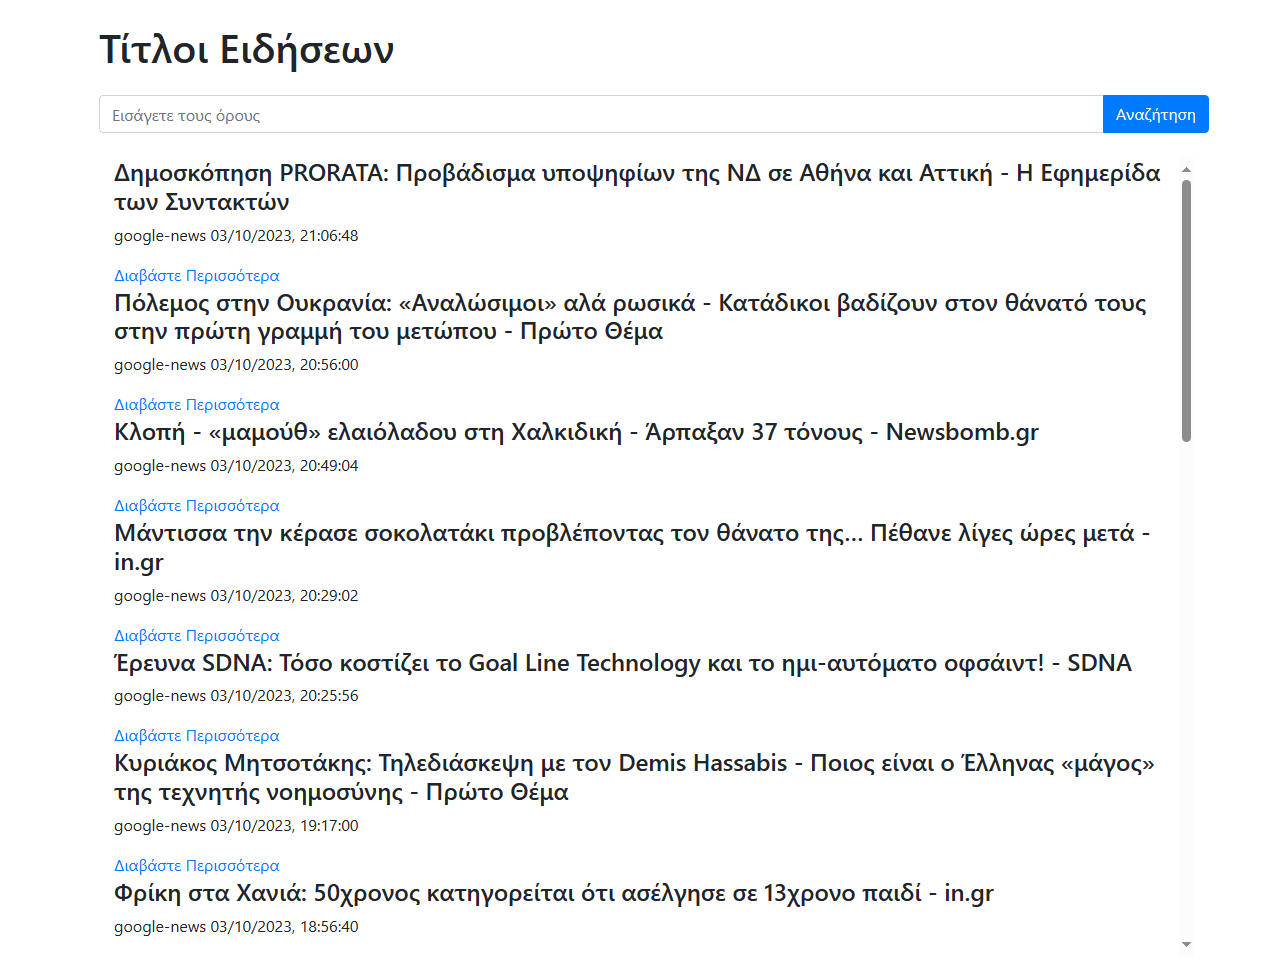 Τίτλοι Ειδήσεων
Εισάγετε τους όρους
Αναζήτηση
Δημοσκόπηση PRORATA: Προβάδισμα υποψηφίων της ΝΔ σε Αθήνα και Αττική - Η Εφημερίδα
των Συντακτών
google-news 03/10/2023, 21:06:48
Διαβάστε Περισσότερα
Πόλεμος στην Ουκρανία: «Αναλώσιμοι» αλά ρωσικά - Κατάδικοι βαδίζουν στον θάνατό τους
στην πρώτη γραμμή του μετώπου - Πρώτο Θέμα
google-news 03/10/2023, 20:56:00
Διαβάστε Περισσότερα
Κλοπή - «μαμούθ» ελαιόλαδου στη Χαλκιδική - Άρπαξαν 37 τόνους - Newsbomb.gr
google-news 03/10/2023, 20:49:04
Διαβάστε Περισσότερα
Μάντισσα την κέρασε σοκολατάκι προβλέποντας τον θάνατο της... Πέθανε λίγες ώρες μετά -
in.gr
google-news 03/10/2023, 20:29:02
Διαβάστε Περισσότερα
Έρευνα SDNA: Τόσο κοστίζει το Goal Line Technology και το ημι-αυτόματο οφσάιντ! - SDNA
google-news 03/10/2023, 20:25:56
Διαβάστε Περισσότερα
Κυριάκος Μητσοτάκης: Τηλεδιάσκεψη με τον Demis Hassabis - Ποιος είναι ο Έλληνας «μάγος»
της τεχνητής νοημοσύνης - Πρώτο Θέμα
google-news 03/10/2023, 19:17:00
Διαβάστε Περισσότερα
Φρίκη στα Χανιά: 50χρονος κατηγορείται ότι ασέλγησε σε 13χρονο παιδί - in.gr
google-news 03/10/2023, 18:56:40